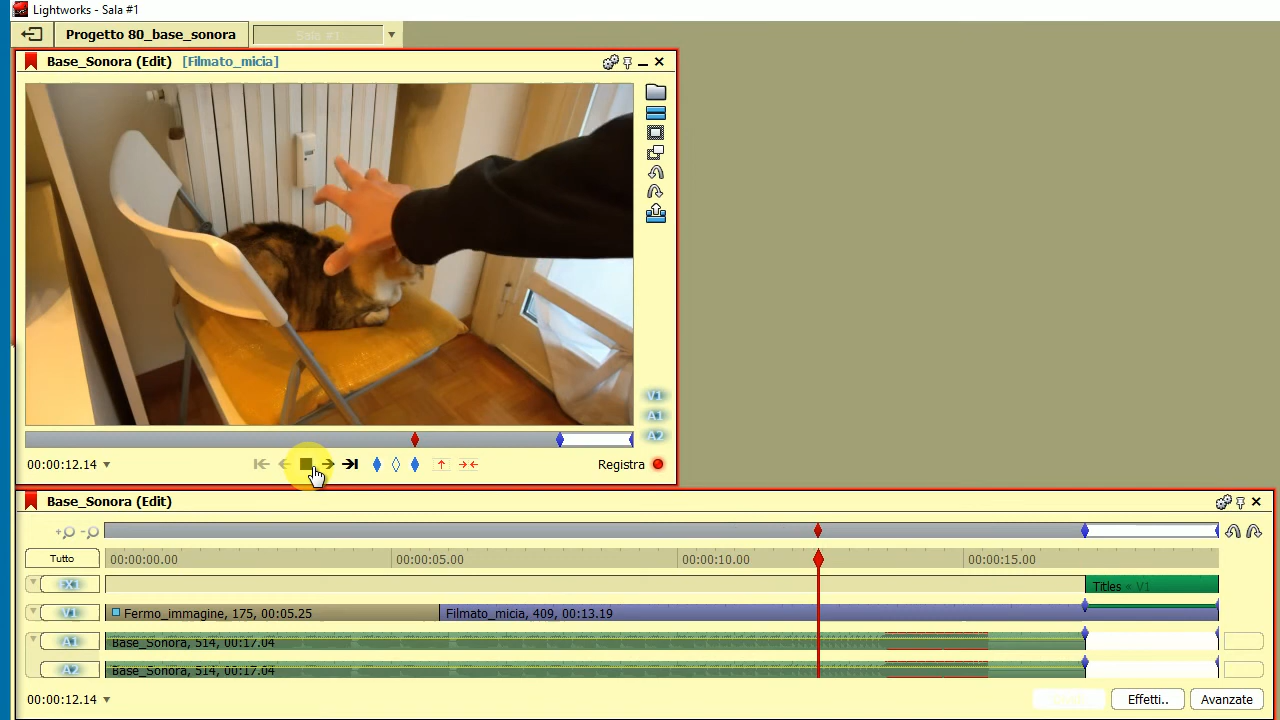 Lightworks - Sala #1
Progetto 80_base_sonora
Sala #1
Base_Sonora (Edit) [Filmato_micia]
V1
A1
A2
00:00:12.14
Registra
Base_Sonora (Edit)
Tutto
00:00:00.00 00:00:05.00 00:00:10.00 00:00:15.00
FX1
Titles « V1
V1
Fermo_immagine, 175, 00:05.25
Filmato_micia, 409, 00:13.19
A1
Base_Sonora, 514, 00:17.04
A2
Base_Sonora, 514, 00:17.04
00:00:12.14
Effetti..
Avanzate